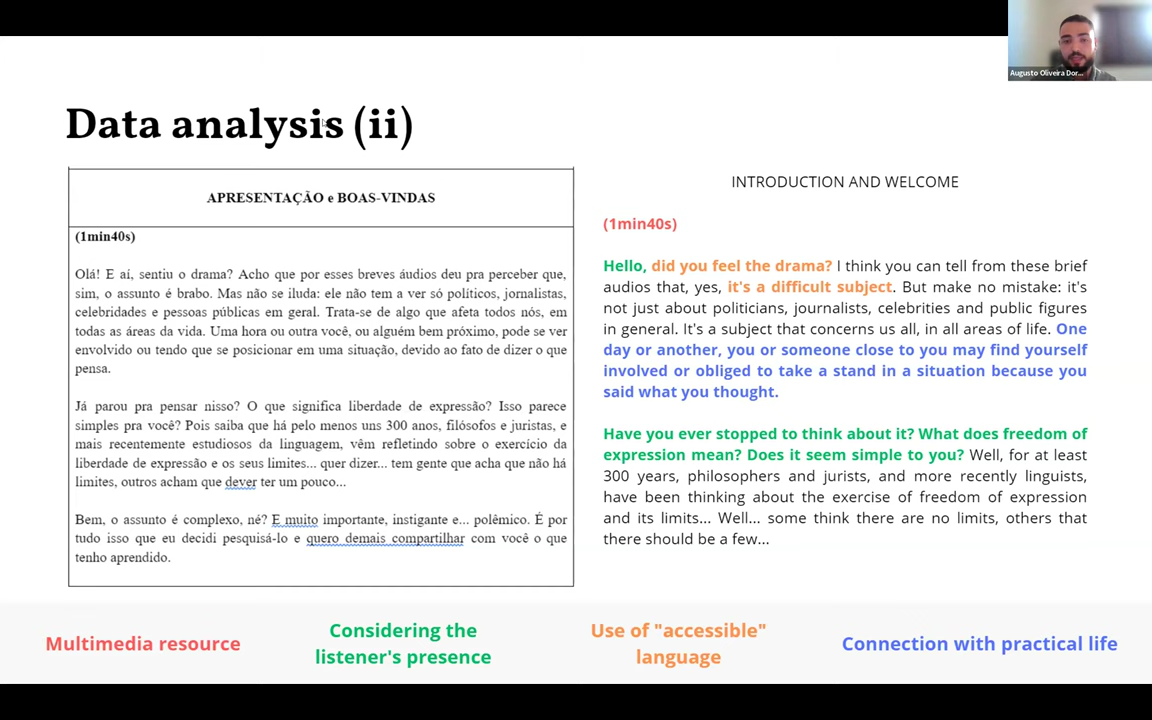 Augusto Oliveira Dor...
Data analysis (ii)
APRESENTAÇÃO e BOAS-VINDAS
(1min40s)
Olá! E aí, sentiu o drama? Acho que por esses breves áudios deu pra perceber que,
sim, o assunto é brabo. Mas não se iluda: ele não tem a ver só políticos, jornalistas,
celebridades e pessoas públicas em geral. Trata-se de algo que afeta todos nós, em
todas as áreas da vida. Uma hora ou outra você, ou alguém bem próximo, pode se ver
envolvido ou tendo que se posicionar em uma situação, devido ao fato de dizer o que
pensa.
Já parou pra pensar nisso? O que significa liberdade de expressão? Isso parece
simples pra você? Pois saiba que há pelo menos uns 300 anos, filósofos e juristas, e
mais recentemente estudiosos da linguagem, vêm refletindo sobre o exercício da
liberdade de expressão e os seus limites... quer dizer... tem gente que acha que não há
limites, outros acham que dever ter um pouco...
Bem, o assunto é complexo, né? E muito importante, instigante e... polêmico. É por
tudo isso que eu decidi pesquisá-lo e quero demais compartilhar com você o que
tenho aprendido.
INTRODUCTION AND WELCOME
(1min40s)
Hello, did you feel the drama? I think you can tell from these brief
audios that, yes, it's a difficult subject. But make no mistake: it's
not just about politicians, journalists, celebrities and public figures
in general. It's a subject that concerns us all, in all areas of life. One
day or another, you or someone close to you may find yourself
involved or obliged to take a stand in a situation because you
said what you thought.
Have you ever stopped to think about it? What does freedom of
expression mean? Does it seem simple to you? Well, for at least
300 years, philosophers and jurists, and more recently linguists,
have been thinking about the exercise of freedom of expression
and its limits... Well... some think there are no limits, others that
there should be a few...
Multimedia resource
Considering the
listener's presence
Use of "accessible"
language
Connection with practical life